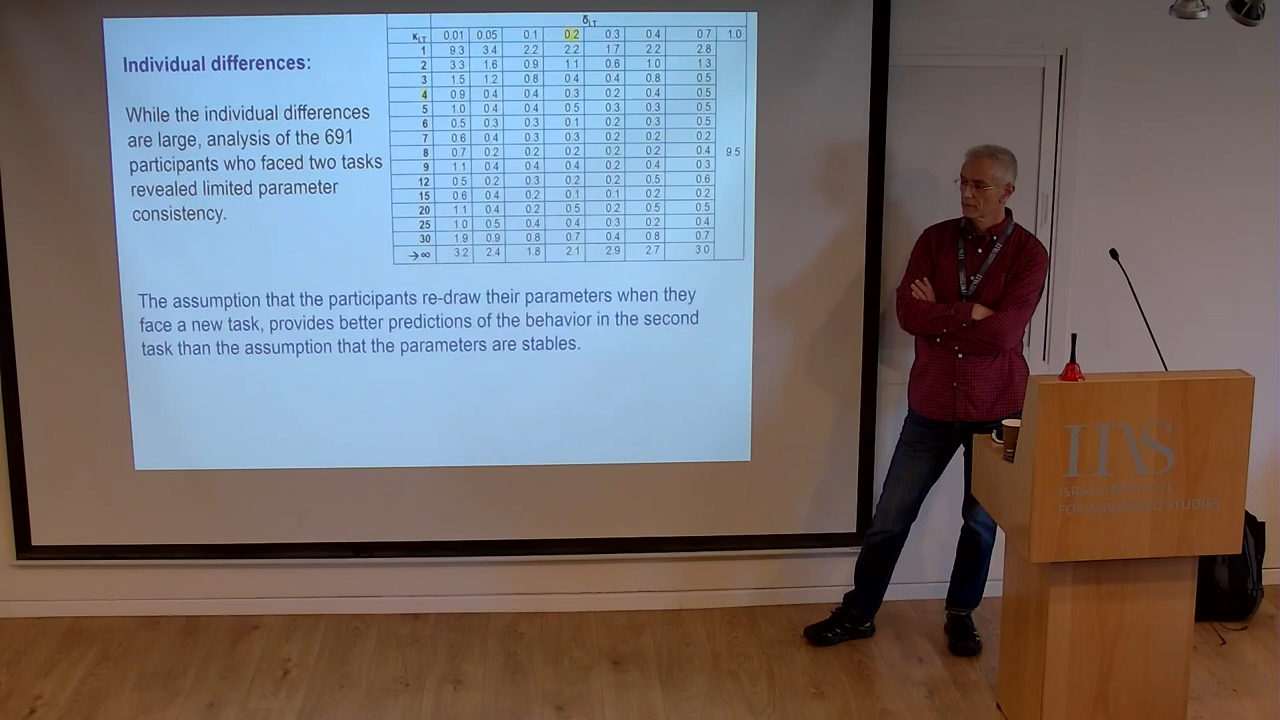 Individual differences:
While the individual differences
are large, analysis of the 691
participants who faced two tasks
revealed limited parameter
consistency.
δLT
κLT 0.01 0.05 0.1 0.2 0.3 0.4 0.7 1.0
1 9.3 3.4 2.2 2.2 1.7 2.2 2.8
2 3.3 1.6 0.9 1.1 0.6 1.0 1.3
3 1.5 1.2 0.8 0.4 0.4 0.8 0.5
4 0.9 0.4 0.4 0.3 0.2 0.4 0.5
5 1.0 0.4 0.4 0.5 0.3 0.3 0.5
6 0.5 0.3 0.3 0.1 0.2 0.3 0.5
7 0.6 0.4 0.3 0.3 0.2 0.2 0.2
8 0.7 0.2 0.2 0.2 0.2 0.2 0.4 9.5
9 1.1 0.4 0.4 0.4 0.2 0.4 0.3
12 0.5 0.2 0.3 0.2 0.2 0.5 0.6
15 0.6 0.4 0.2 0.1 0.1 0.2 0.2
20 1.1 0.4 0.2 0.5 0.2 0.5 0.5
25 1.0 0.5 0.4 0.4 0.3 0.2 0.4
30 1.9 0.9 0.8 0.7 0.4 0.8 0.7
→∞ 3.2 2.4 1.8 2.1 2.9 2.7 3.0
The assumption that the participants re-draw their parameters when they
face a new task, provides better predictions of the behavior in the second
task than the assumption that the parameters are stables.
IIAS
ISRAEL INSTITUTE
FOR ADVANCED STUDIES